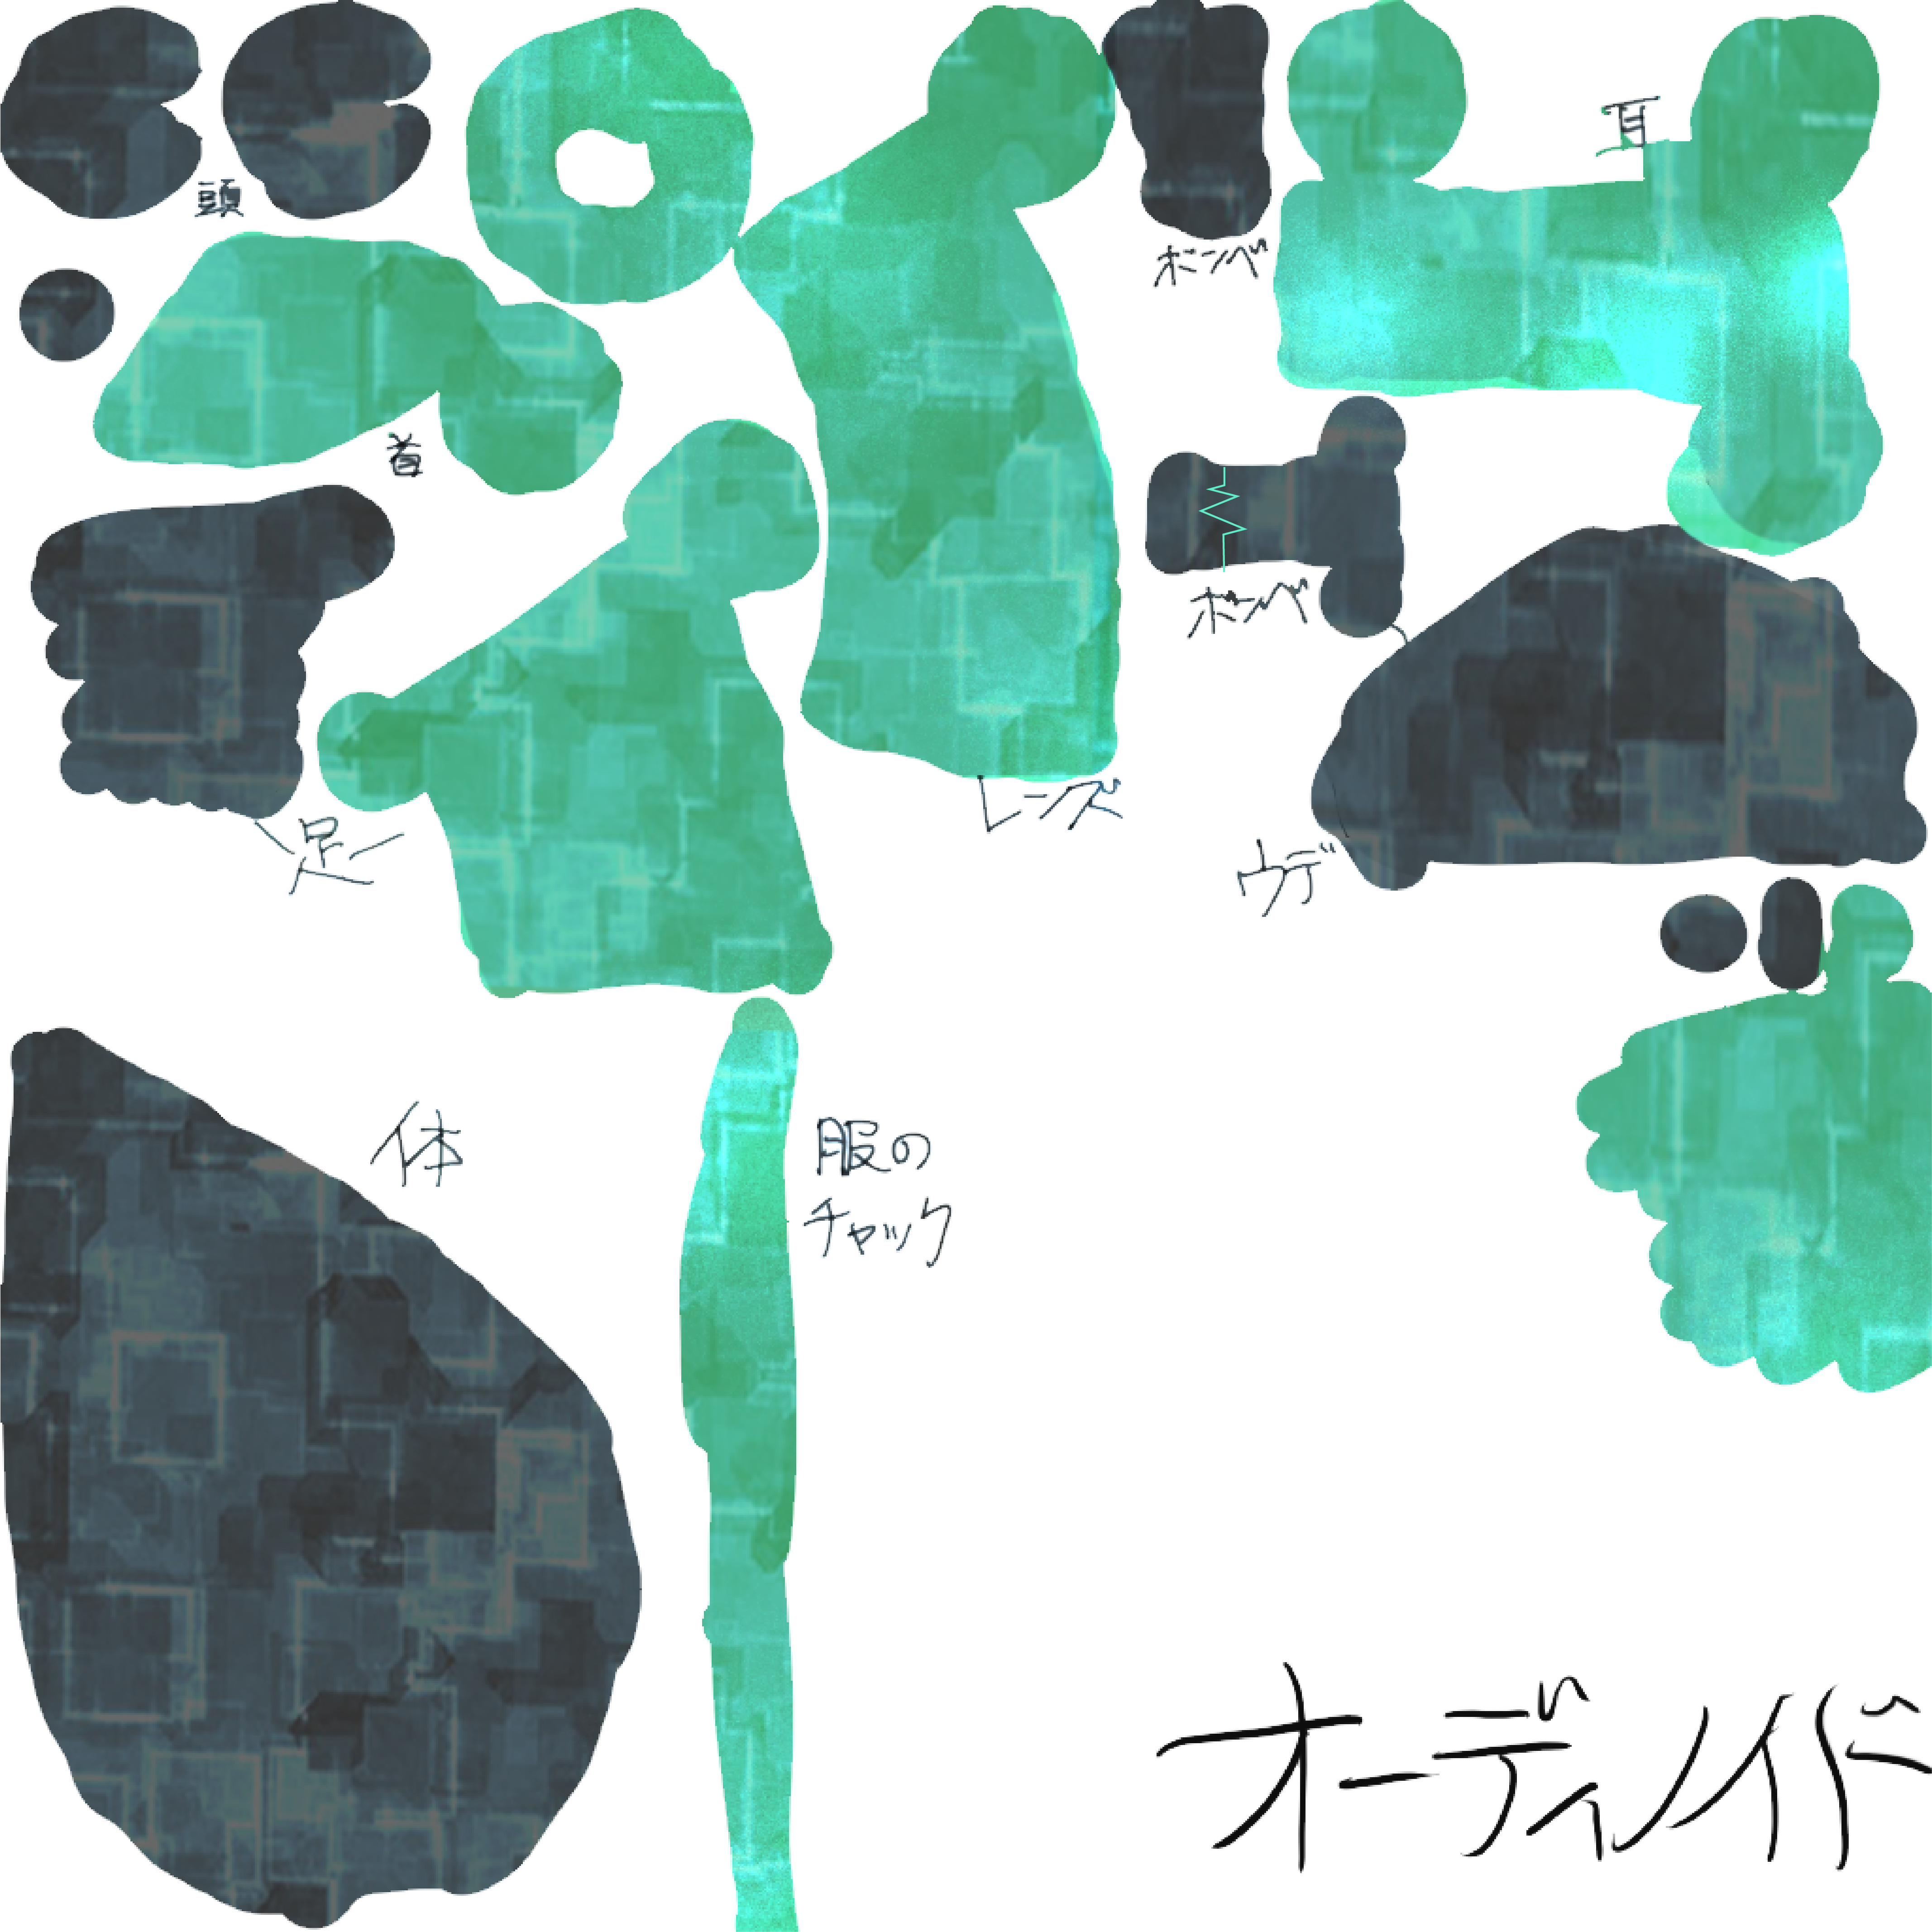 頭
耳
ボンベ
首
ボンベ
レンズ
足
ウデ
体
服の
チャック
オーディノイド